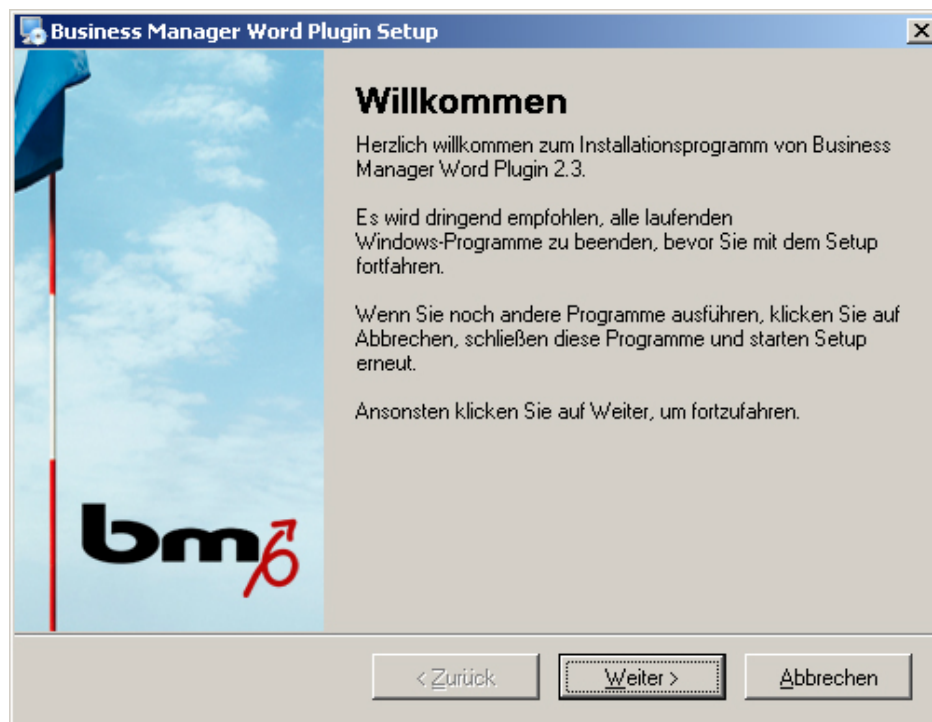 Business Manager Word Plugin Setup
Willkommen
Herzlich willkommen zum Installationsprogramm von Business
Manager Word Plugin 2.3.
Es wird dringend empfohlen, alle laufenden
Windows-Programme zu beenden, bevor Sie mit dem Setup
fortfahren.
Wenn Sie noch andere Programme ausführen, klicken Sie auf
Abbrechen, schließen diese Programme und starten Setup
erneut.
Ansonsten klicken Sie auf Weiter, um fortzufahren.
bm6
< Zurück
Weiter >
Abbrechen